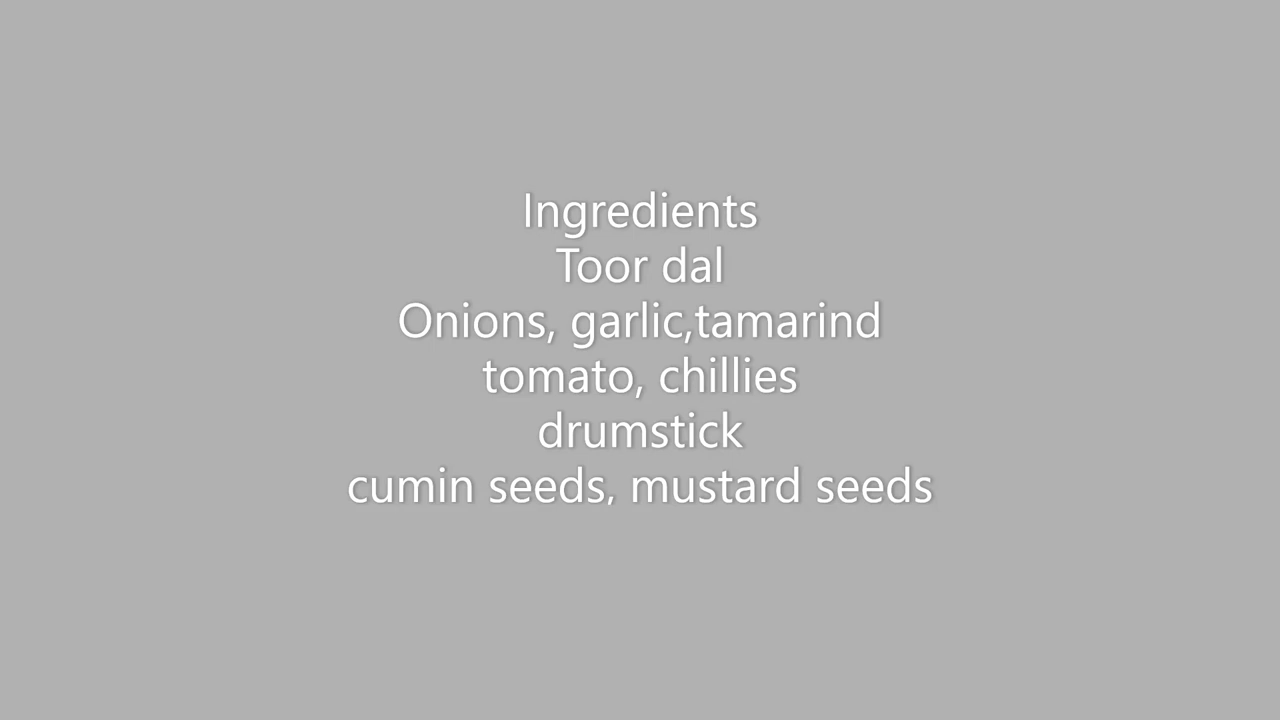 Ingredients
Toor dal
Onions, garlic,tamarind
tomato, chillies
drumstick
cumin seeds, mustard seeds